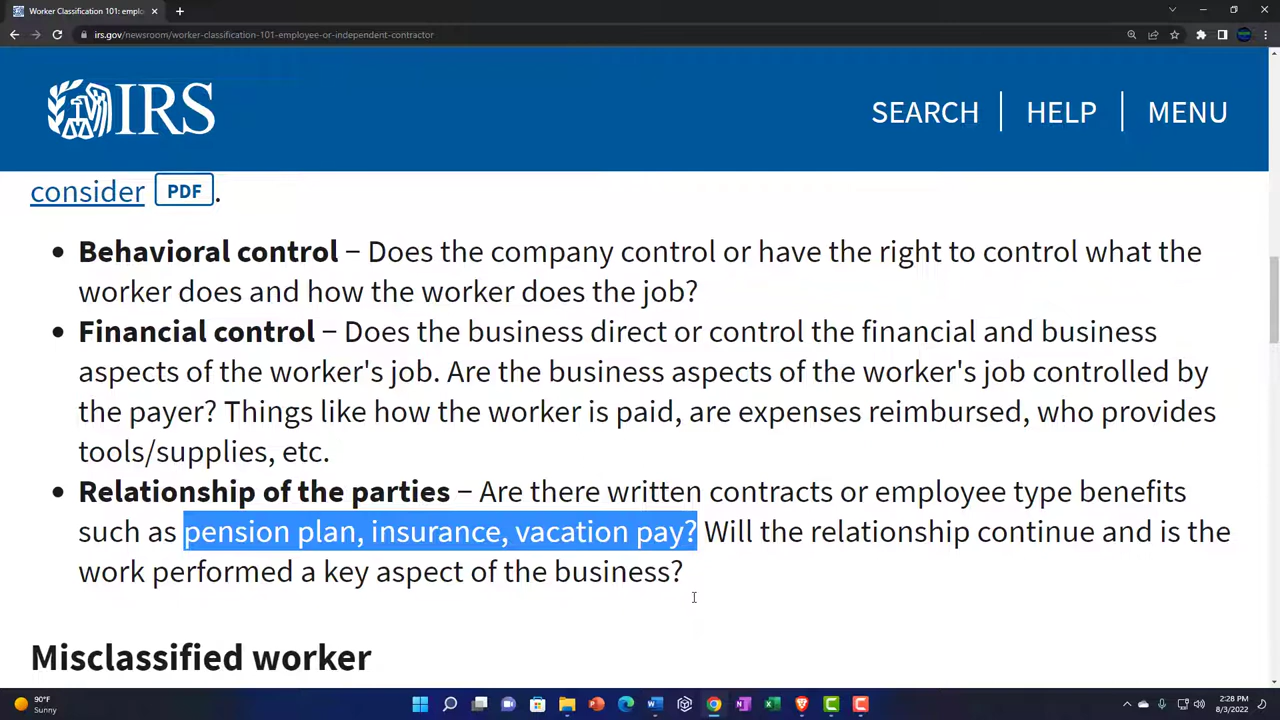 Worker Classification 101: emplo
irs.gov/newsroom/worker-classification-101-employee-or-independent-contractor
IRS
SEARCH HELP MENU
consider PDF .
• Behavioral control – Does the company control or have the right to control what the
worker does and how the worker does the job?
• Financial control – Does the business direct or control the financial and business
aspects of the worker's job. Are the business aspects of the worker's job controlled by
the payer? Things like how the worker is paid, are expenses reimbursed, who provides
tools/supplies, etc.
• Relationship of the parties – Are there written contracts or employee type benefits
such as pension plan, insurance, vacation pay? Will the relationship continue and is the
work performed a key aspect of the business?
Misclassified worker
90°F
Sunny
2:28 PM
8/3/2022